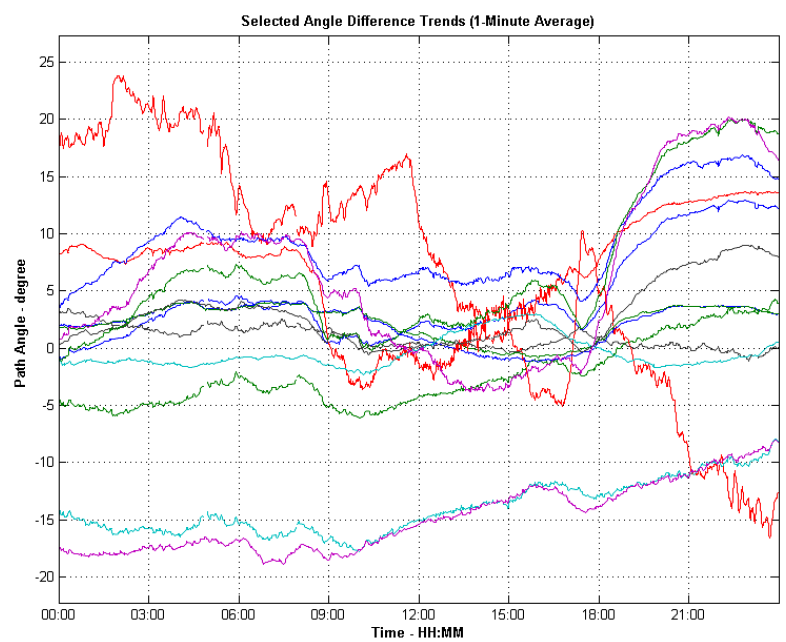 Selected Angle Difference Trends (1-Minute Average)
Path Angle - degree
25
20
15
10
5
0
-5
-10
-15
-20
00:00 03:00 06:00 09:00 12:00 15:00 18:00 21:00
Time - HH:MM